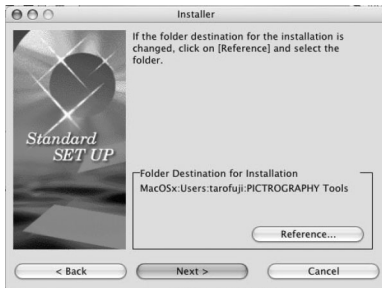 Installer
If the folder destination for the installation is
changed, click on [Reference] and select the
folder.
Standard
SET UP
Folder Destination for Installation
MacOSx:Users:tarofuji:PICTROGRAPHY Tools
Reference...
< Back
Next >
Cancel